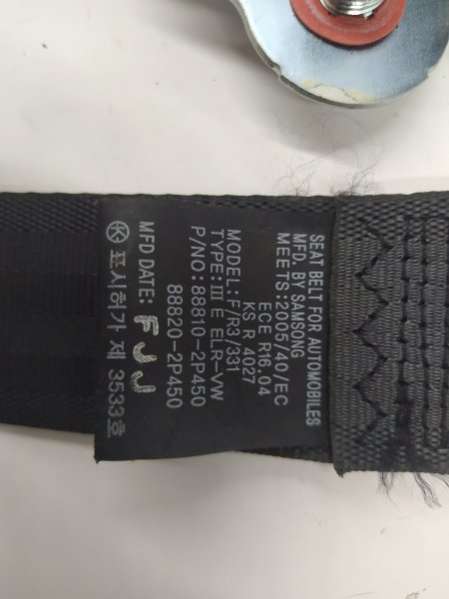 SEAT BELT FOR AUTOMOBILES
MFD. BY SAMSONG
MEETS:2005/40/EC
ECE R16.04
KS R 4027
MODEL:F/R3/331
TYPE:III E ELR-VW
P/NO:88810-2P450
88820-2P450
MFD DATE: FJJ
㉿ 표시허가 제 3533호